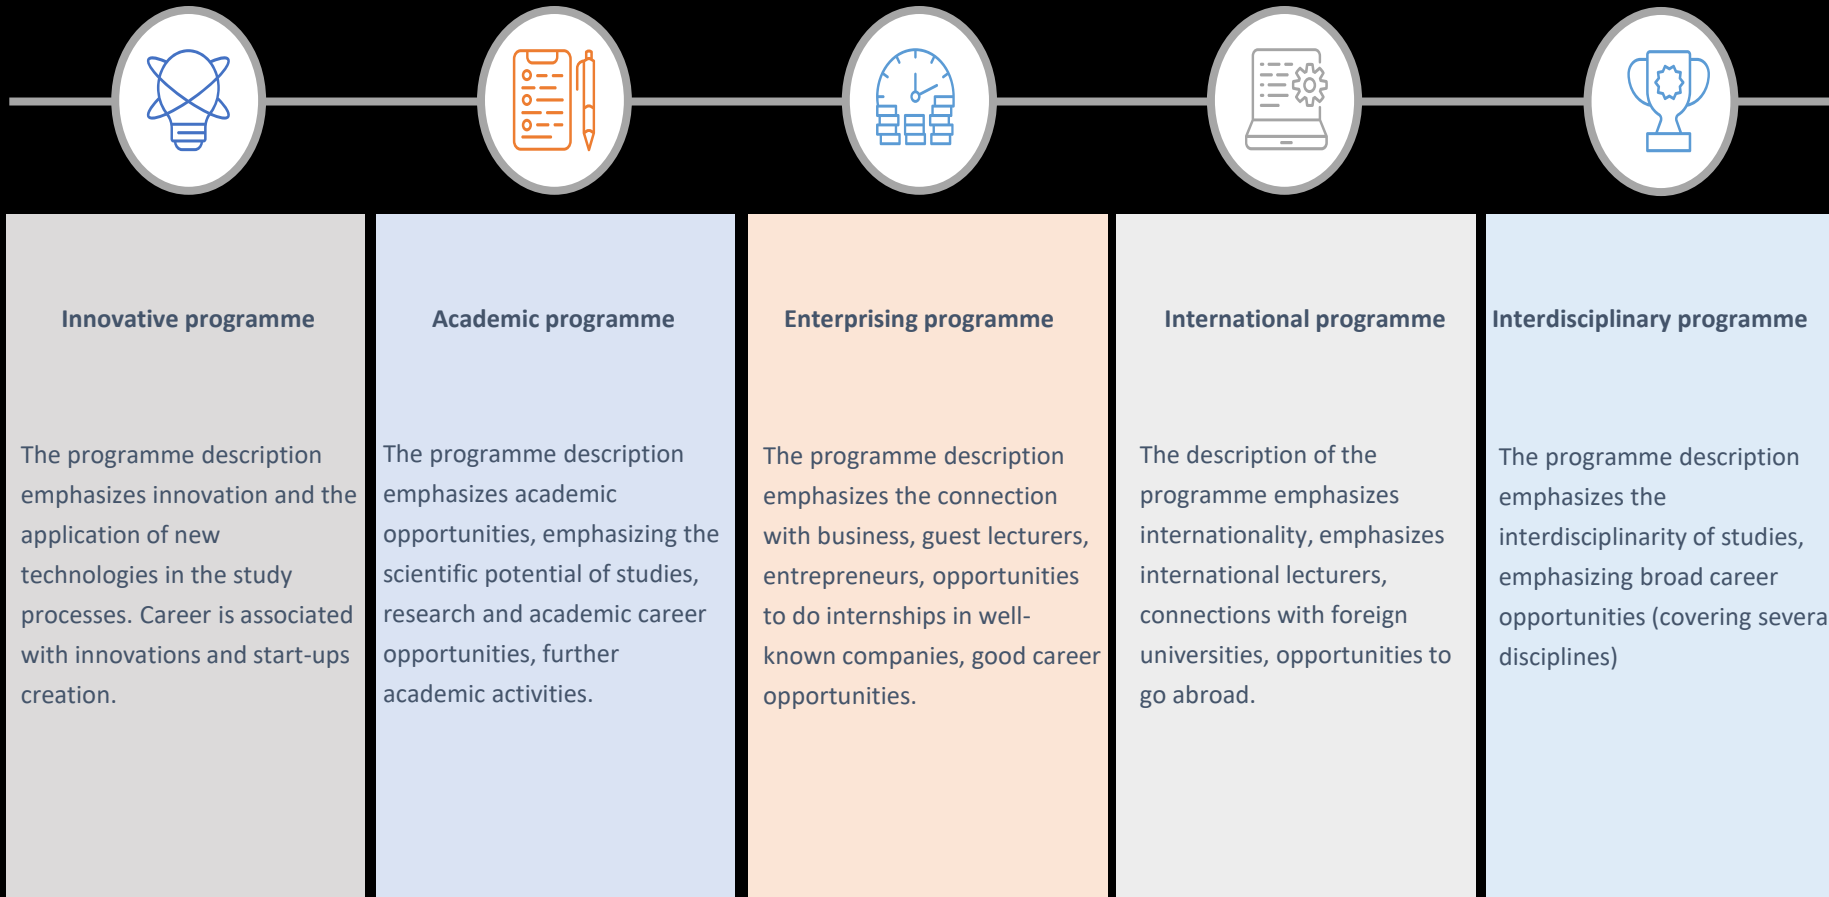 Innovative programme
The programme description
emphasizes innovation and the
application of new
technologies in the study
processes. Career is associated
with innovations and start-ups
creation.
Academic programme
The programme description
emphasizes academic
opportunities, emphasizing the
scientific potential of studies,
research and academic career
opportunities, further
academic activities.
Enterprising programme
The programme description
emphasizes the connection
with business, guest lecturers,
entrepreneurs, opportunities
to do internships in well-
known companies, good career
opportunities.
International programme
The description of the
programme emphasizes
internationality, emphasizes
international lecturers,
connections with foreign
universities, opportunities to
go abroad.
Interdisciplinary programme
The programme description
emphasizes the
interdisciplinarity of studies,
emphasizing broad career
opportunities (covering severa
disciplines)